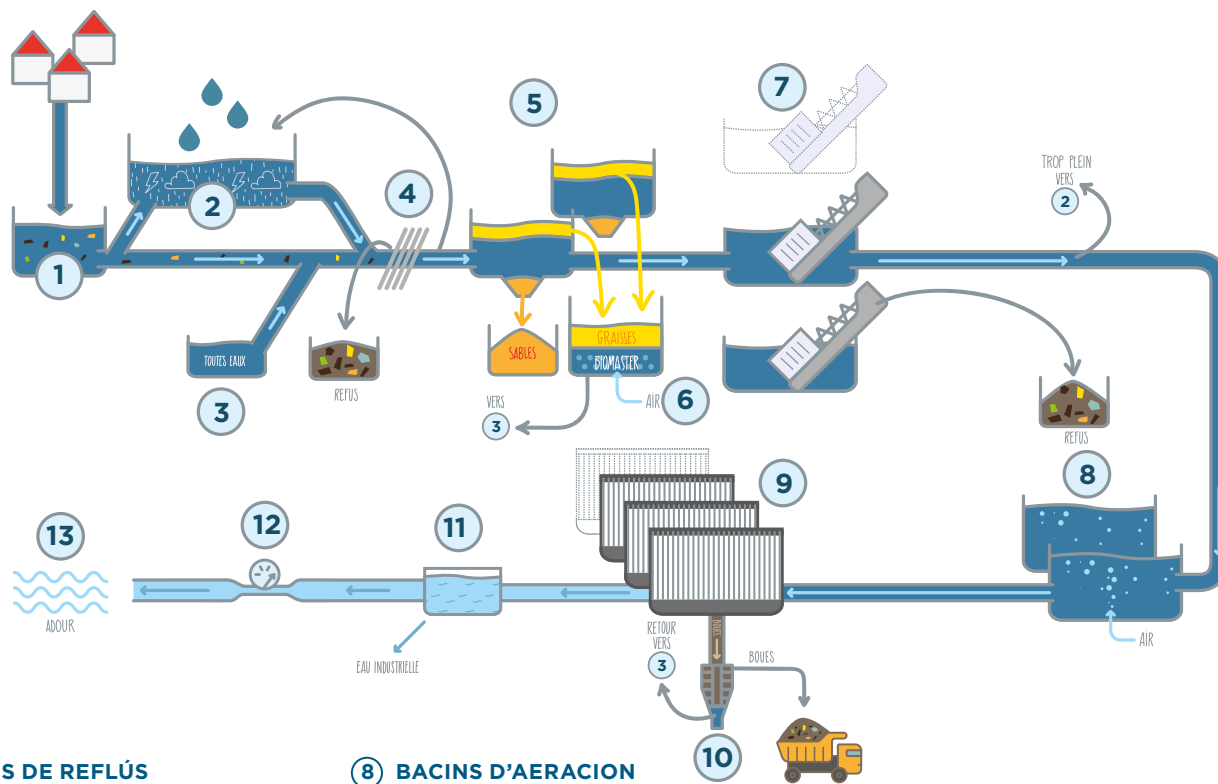 7
5
TROP PLEIN
VERS
2
4
2
1
GRAISSES
SABLES
BIOMASTER
TOUTES EAUX
REFUS
VERS
3
AIR
6
3
REFUS
8
9
13
12
11
ADOUR
RETOUR
VERS
3
BOUES
BOUES
AIR
EAU INDUSTRIELLE
10
S DE REFLÚS
8 BACINS D'AERACION